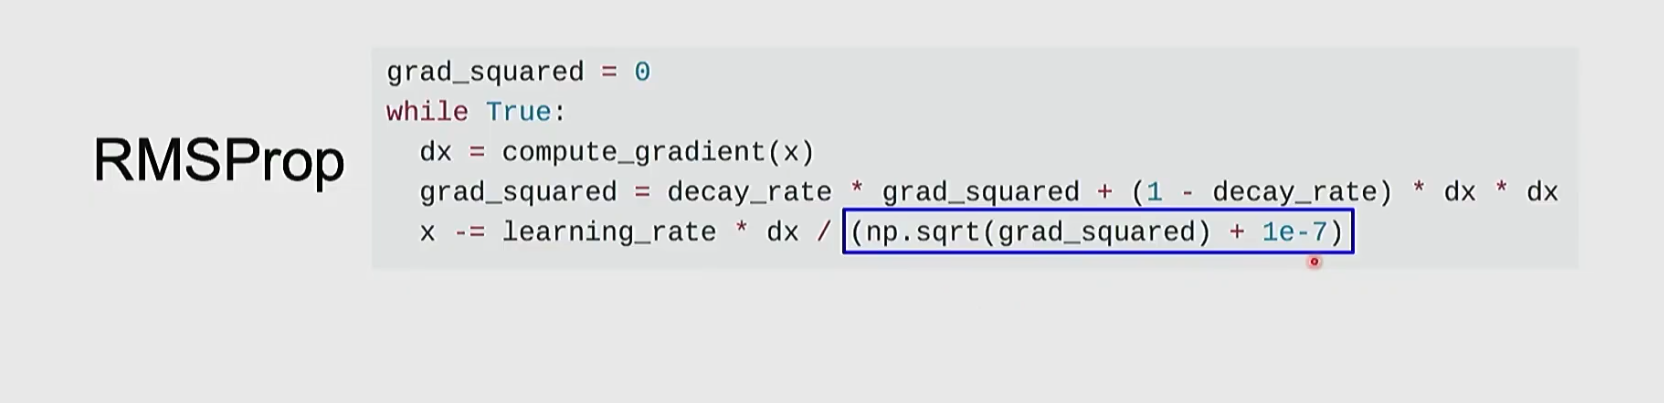 RMSProp
grad_squared = 0
while True:
  dx = compute_gradient(x)
  grad_squared = decay_rate * grad_squared + (1 - decay_rate) * dx * dx
  x -= learning_rate * dx / (np.sqrt(grad_squared) + 1e-7)